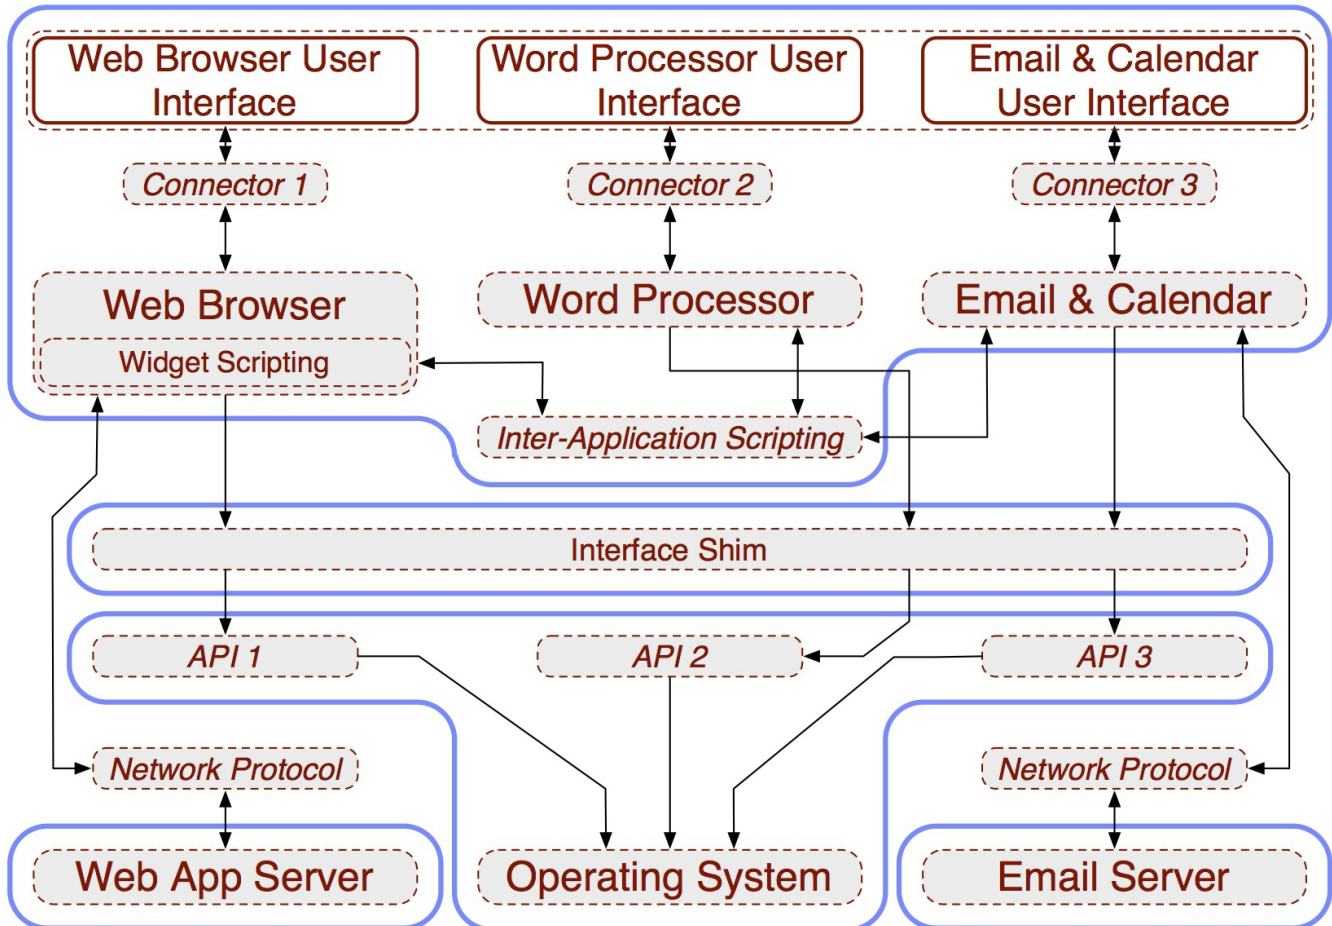 Web Browser User
Interface
Word Processor User
Interface
Email & Calendar
User Interface
Connector 1
Connector 2
Connector 3
Web Browser
Widget Scripting
Word Processor
Email & Calendar
Inter-Application Scripting
Interface Shim
API 1
API 2
API 3
Network Protocol
Network Protocol
Web App Server
Operating System
Email Server